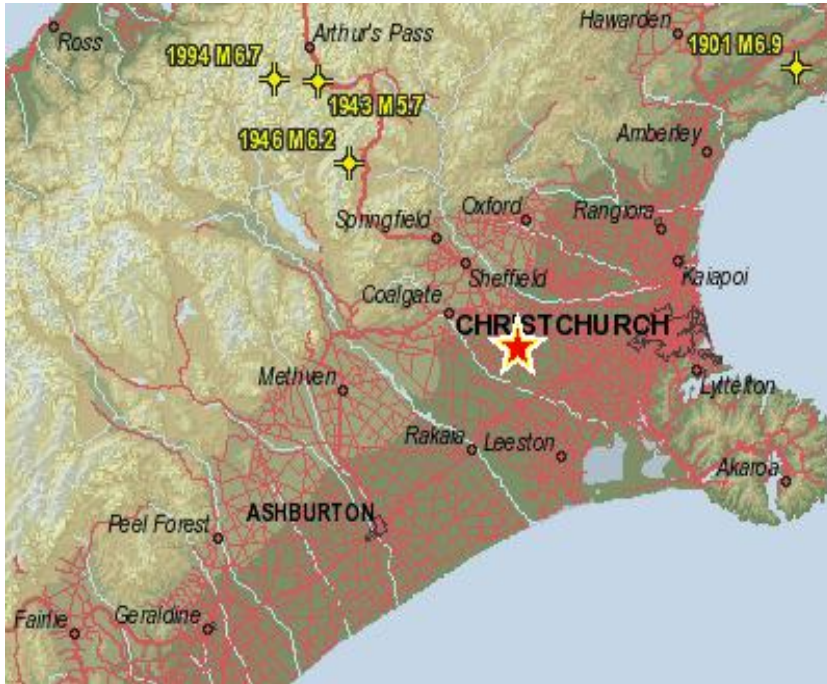 Hawarden
Ross
Arthur's Pass
1901 M6.9
1994 M6.7
1943 M5.7
1946 M6.2
Amberley
Oxford
Rangiora
Springfield
Sheffield
Kaiapoi
Coalgate
CHRISTCHURCH
Methven
Lyttelton
Rakaia
Leeston
Akaroa
ASHBURTON
Peel Forest
Fairlie
Geraldine